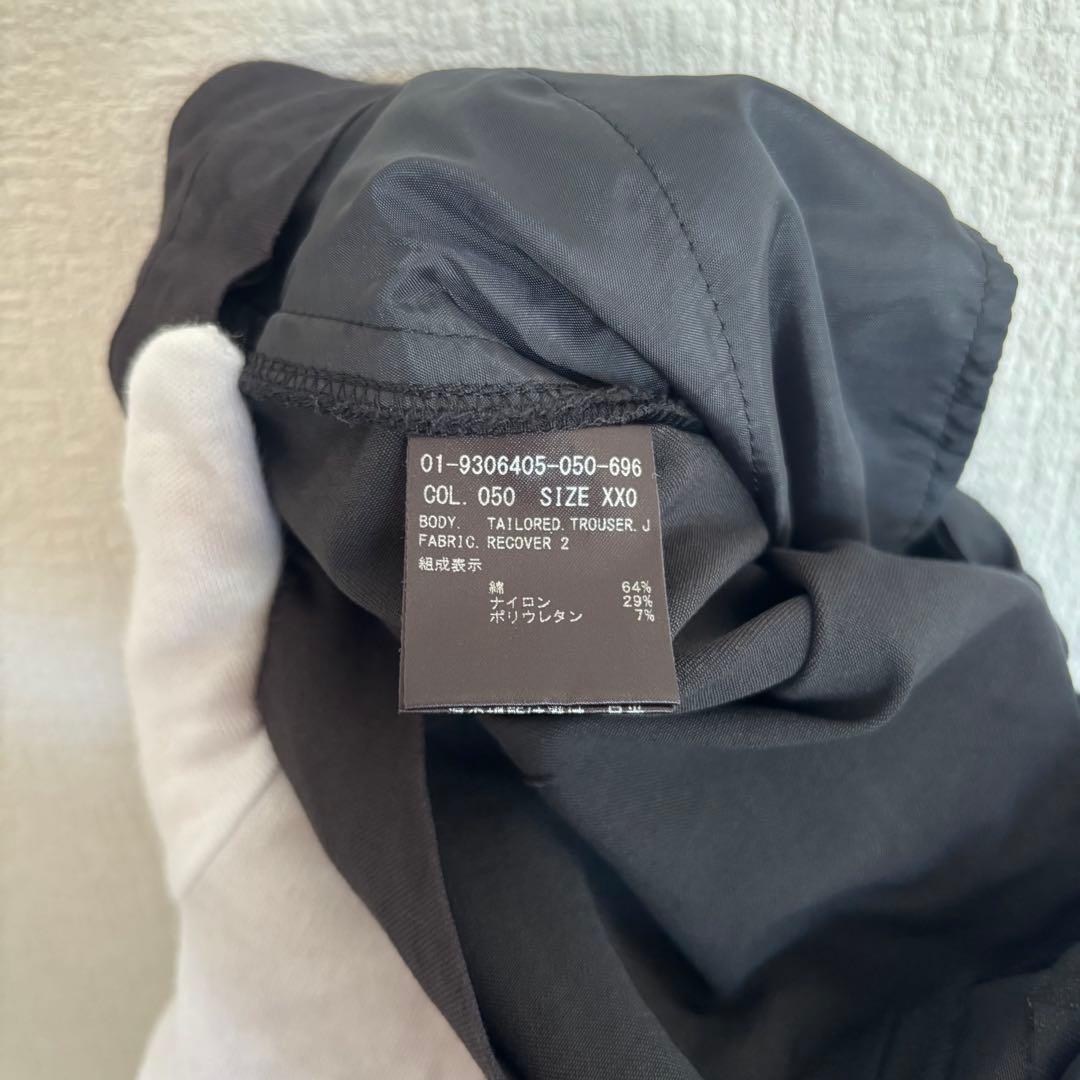 01-9306405-050-696
COL. 050 SIZE XX0
BODY. TAILORED. TROUSER. J
FABRIC. RECOVER 2
組成表示
綿 64%
ナイロン 29%
ポリウレタン 7%